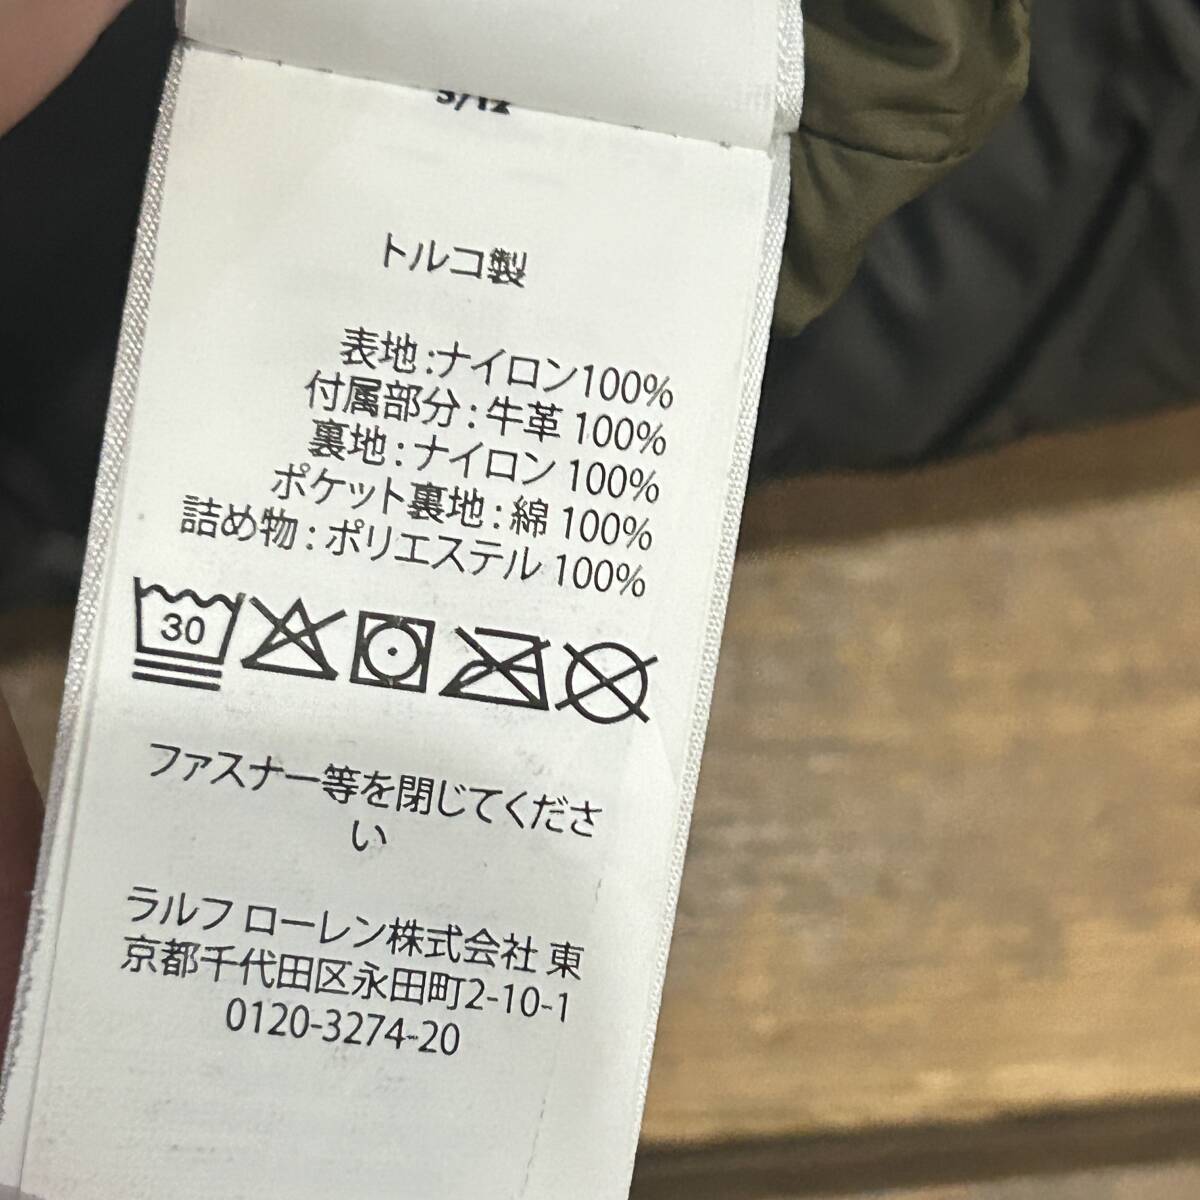 3/12
トルコ製
表地:ナイロン100%
付属部分:牛革 100%
裏地:ナイロン 100%
ポケット裏地:綿 100%
詰め物:ポリエステル 100%
30
ファスナー等を閉じてくださ
い
ラルフ ローレン株式会社 東
京都千代田区永田町2-10-1
0120-3274-20